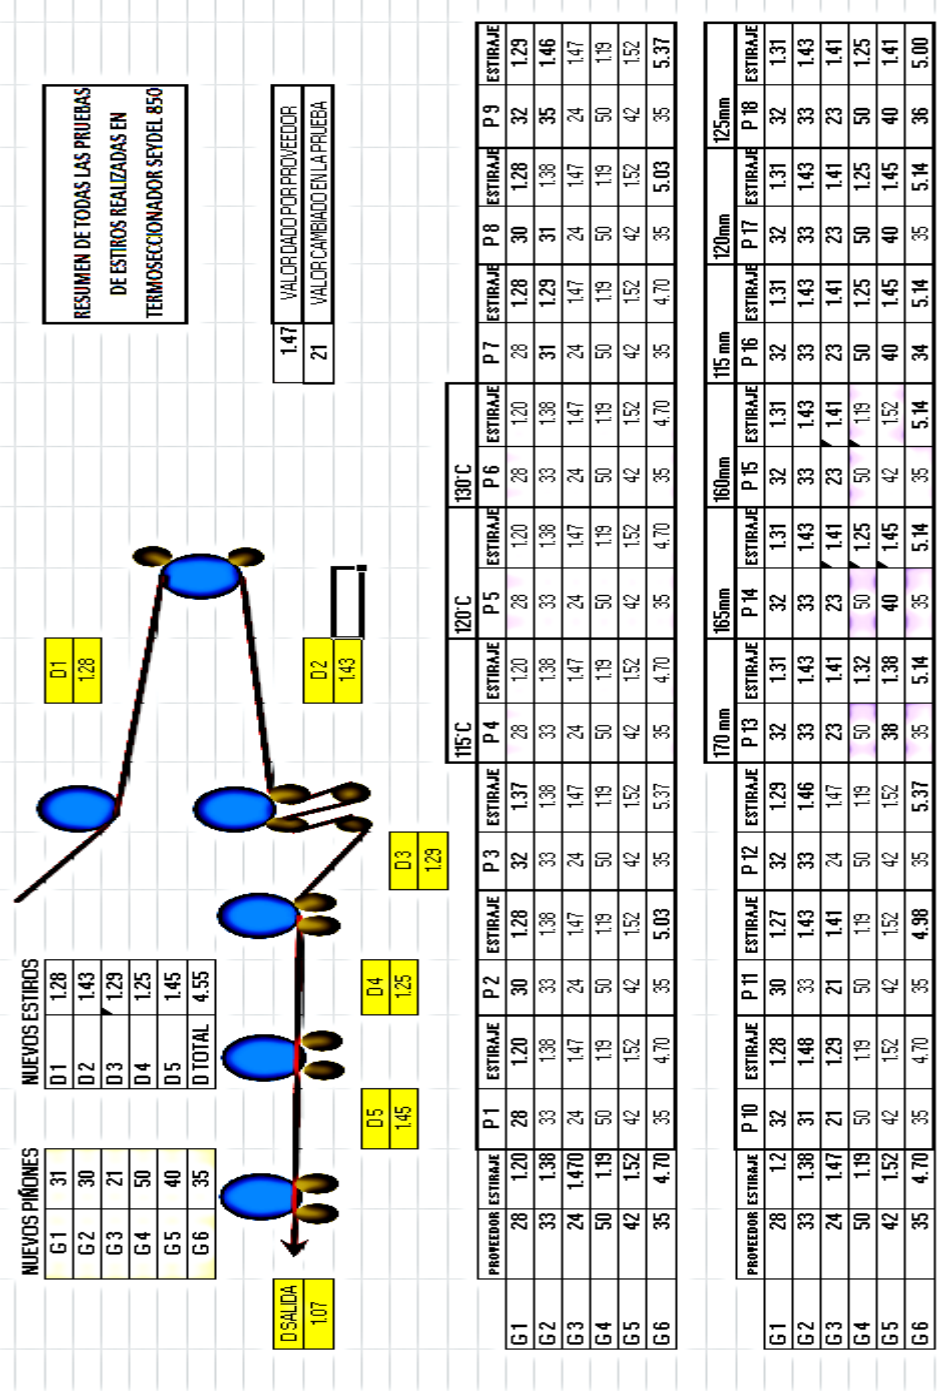 NUEVOS PIÑONES NUEVOS ESTIROS
G1 31 D1 1.28
G2 30 D2 1.43
G3 21 D3 1.29
G4 50 D4 1.25
G5 40 D5 1.45
G6 35 D TOTAL 4.55
D1
1.28
RESUMEN DE TODAS LAS PRUEBAS
DE ESTIROS REALIZADAS EN
TERMOSECCIONADOR SEYDEL 850
D SALIDA
1.07
D5
1.45
D4
1.25
D3
1.29
D2
1.43
1.47 VALOR DADO POR PROVEEDOR
21 VALOR CAMBIADO EN LA PRUEBA
115°C 120°C 130°C
PROVEEDOR ESTIRAJE P 1 ESTIRAJE P 2 ESTIRAJE P 3 ESTIRAJE P 4 ESTIRAJE P 5 ESTIRAJE P 6 ESTIRAJE P 7 ESTIRAJE P 8 ESTIRAJE P 9 ESTIRAJE
G1 28 1.20 28 1.20 30 1.28 32 1.37 28 1.20 28 1.20 28 1.20 28 1.28 30 1.28 32 1.29
G2 33 1.38 33 1.38 33 1.38 33 1.38 33 1.38 33 1.38 33 1.38 31 1.29 31 1.38 35 1.46
G3 24 1.470 24 1.47 24 1.47 24 1.47 24 1.47 24 1.47 24 1.47 24 1.47 24 1.47 24 1.47
G4 50 1.19 50 1.19 50 1.19 50 1.19 50 1.19 50 1.19 50 1.19 50 1.19 50 1.19 50 1.19
G5 42 1.52 42 1.52 42 1.52 42 1.52 42 1.52 42 1.52 42 1.52 42 1.52 42 1.52 42 1.52
G6 35 4.70 35 4.70 35 5.03 35 5.37 35 4.70 35 4.70 35 4.70 35 4.70 35 5.03 35 5.37
170 mm 165mm 160mm 115 mm 120mm 125mm
PROVEEDOR ESTIRAJE P 10 ESTIRAJE P 11 ESTIRAJE P 12 ESTIRAJE P 13 ESTIRAJE P 14 ESTIRAJE P 15 ESTIRAJE P 16 ESTIRAJE P 17 ESTIRAJE P 18 ESTIRAJE
G1 28 1.2 32 1.28 30 1.27 32 1.29 32 1.31 32 1.31 32 1.31 32 1.31 32 1.31 32 1.31
G2 33 1.38 31 1.48 33 1.43 33 1.46 33 1.43 33 1.43 33 1.43 33 1.43 33 1.43 33 1.43
G3 24 1.47 21 1.29 21 1.41 24 1.47 23 1.41 23 1.41 23 1.41 23 1.41 23 1.41 23 1.41
G4 50 1.19 50 1.19 50 1.19 50 1.19 50 1.32 50 1.25 50 1.19 50 1.25 50 1.25 50 1.25
G5 42 1.52 42 1.52 42 1.52 42 1.52 38 1.38 40 1.45 42 1.52 40 1.45 40 1.45 40 1.41
G6 35 4.70 35 4.70 35 4.98 35 5.37 35 5.14 35 5.14 35 5.14 34 5.14 35 5.14 36 5.00